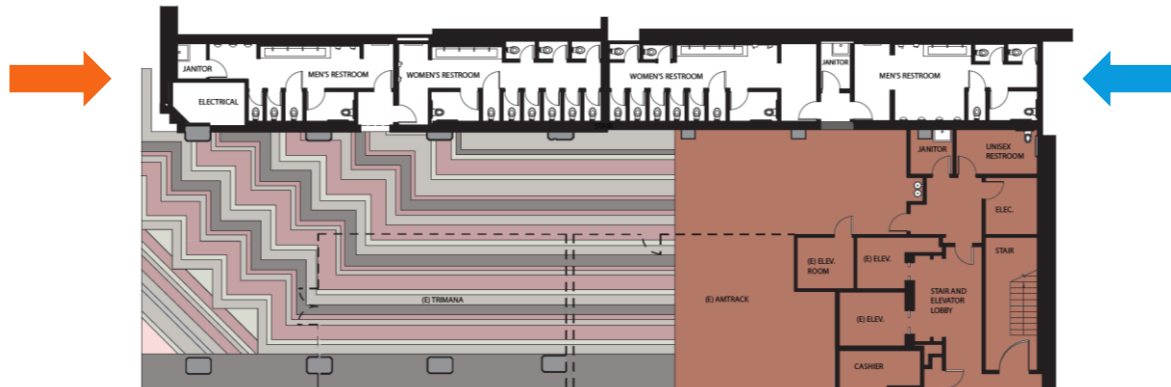 JANITOR
MEN'S RESTROOM
WOMEN'S RESTROOM
WOMEN'S RESTROOM
JANITOR
MEN'S RESTROOM
ELECTRICAL
JANITOR
UNISEX
RESTROOM
ELEC.
STAIR
(E) ELEV.
ROOM
(E) ELEV.
STAIR AND
ELEVATOR
LOBBY
(E) TRIMANA
(E) AMTRACK
(E) ELEV.
CASHIER